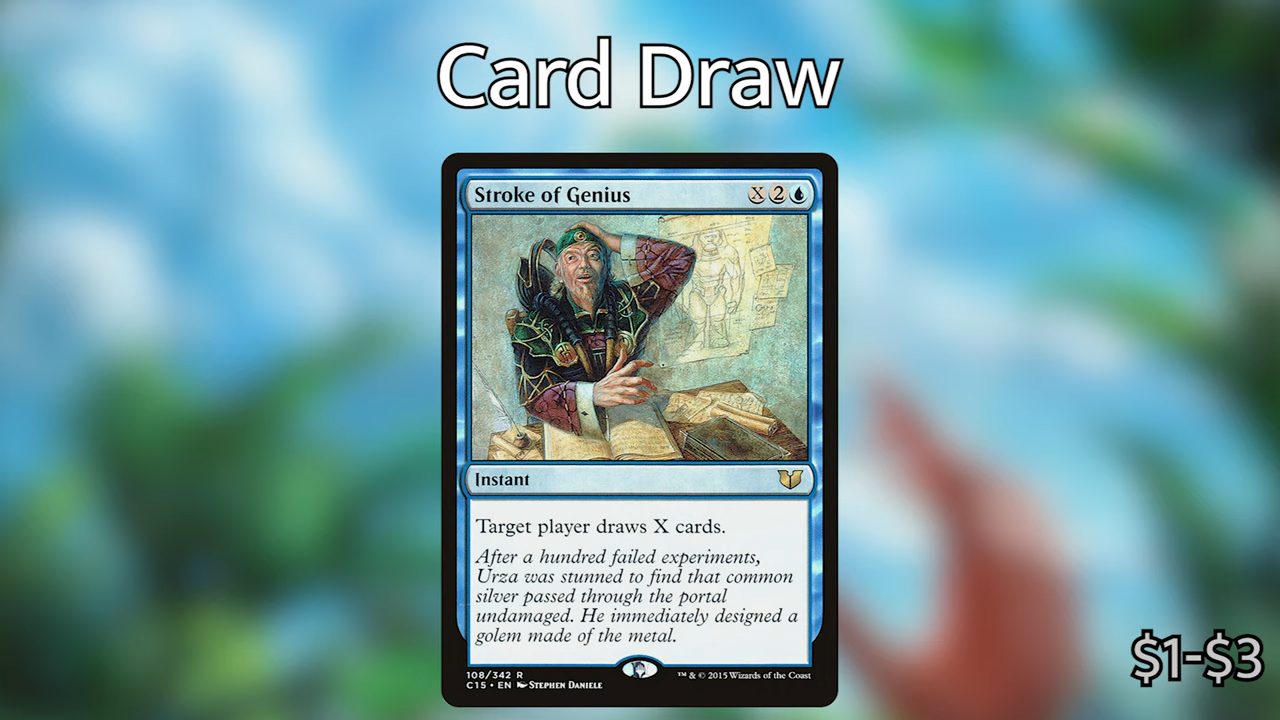 Card Draw
Stroke of Genius X2
Instant
Target player draws X cards.
After a hundred failed experiments,
Urza was stunned to find that common
silver passed through the portal
undamaged. He immediately designed a
golem made of the metal.
108/342 R
C15 • EN Stephen Daniele
™ & © 2015 Wizards of the Coast
$1-$3